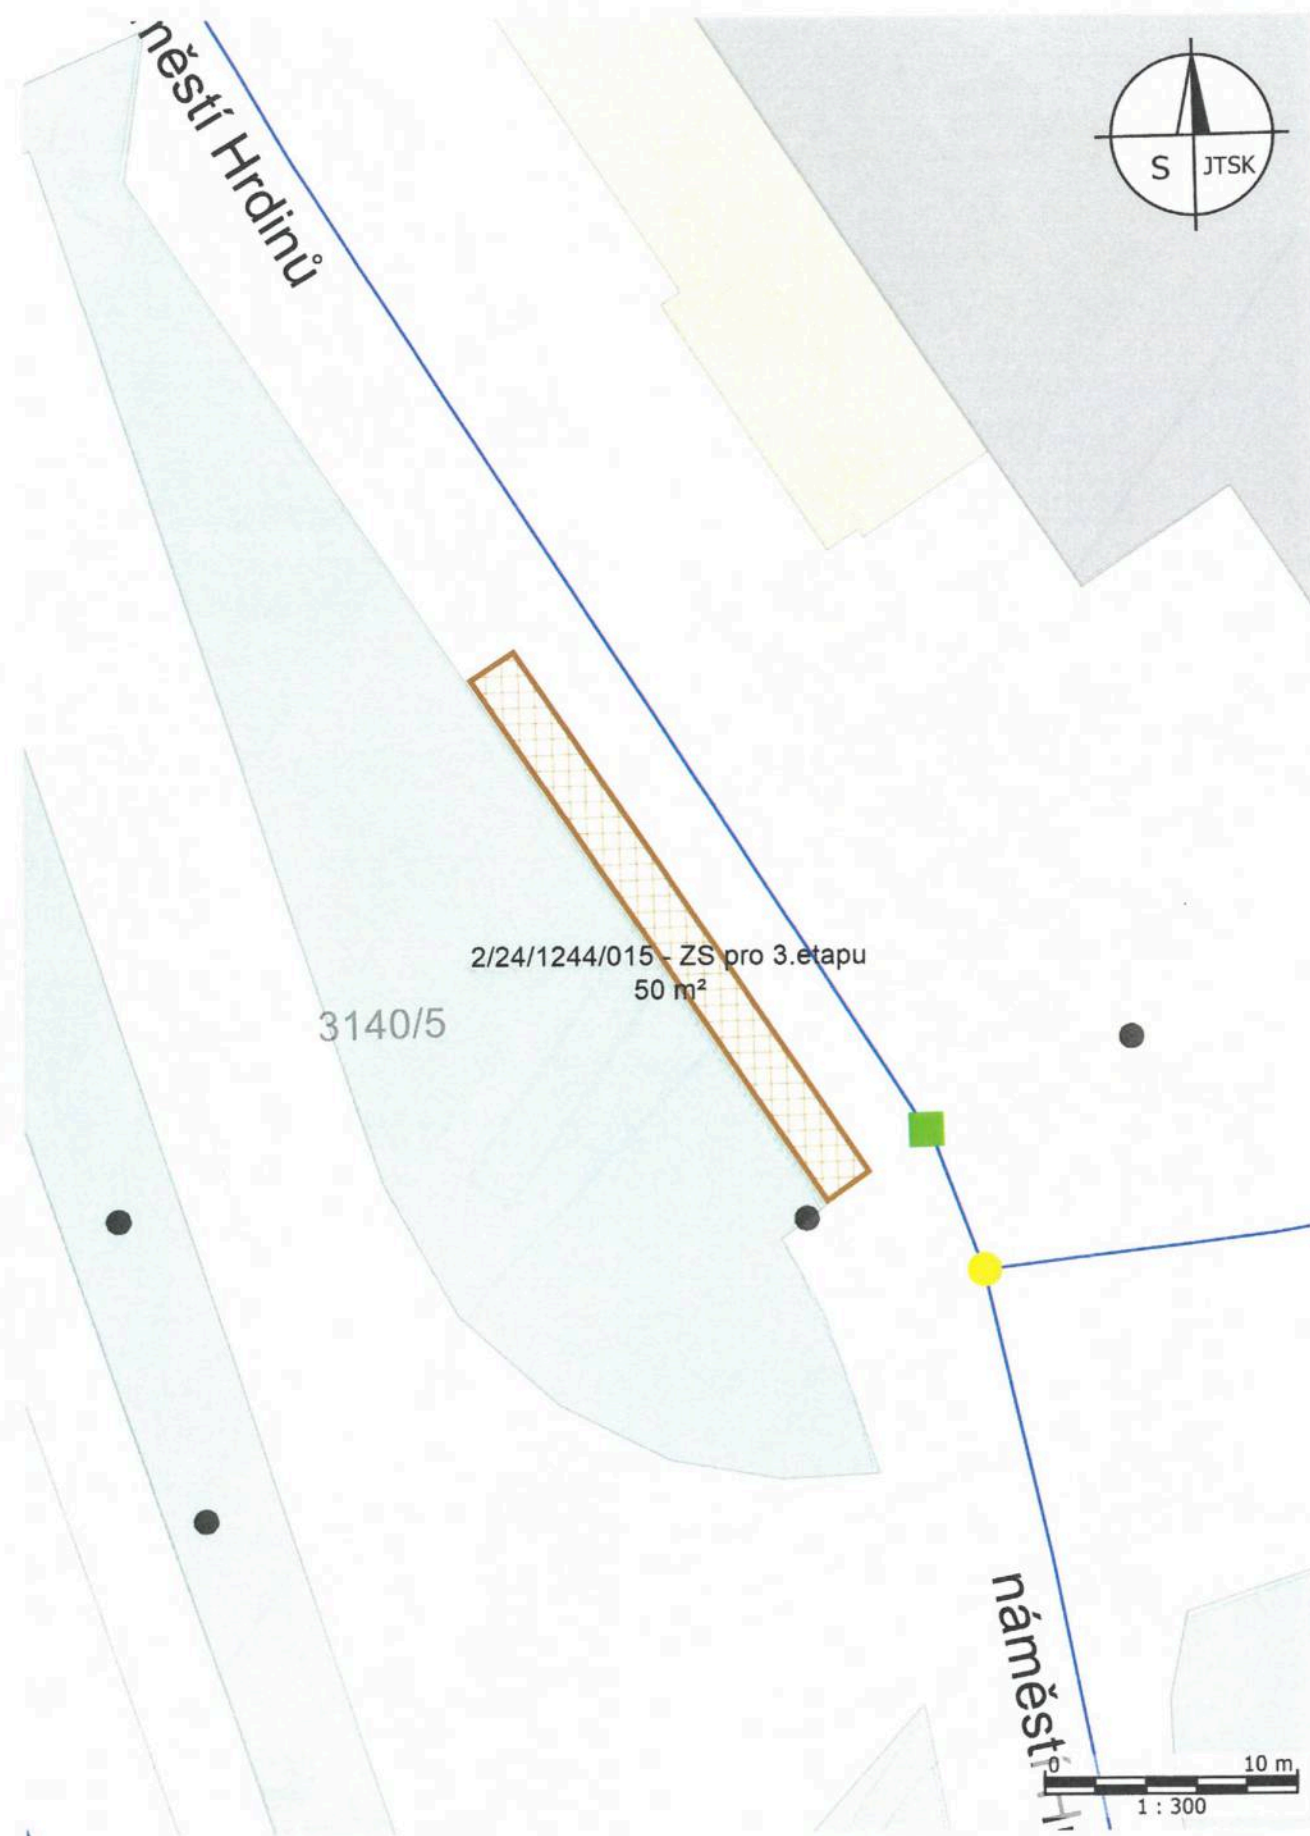 něstí Hrdinů
S JTSK
2/24/1244/015 - ZS pro 3.etapu
50 m²
3140/5
náměstí H
0 10 m
1 : 300